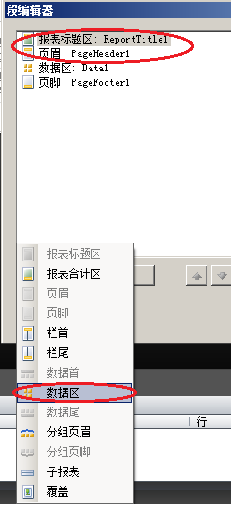 段编辑器
报表标题区: ReportTitle1
页眉 PageHeader1
数据区: Data1
页脚 PageFooter1
报表标题区
报表合计区
页眉
页脚
栏首
栏尾
数据首
数据区
行
数据尾
分组页眉
分组页脚
子报表
覆盖